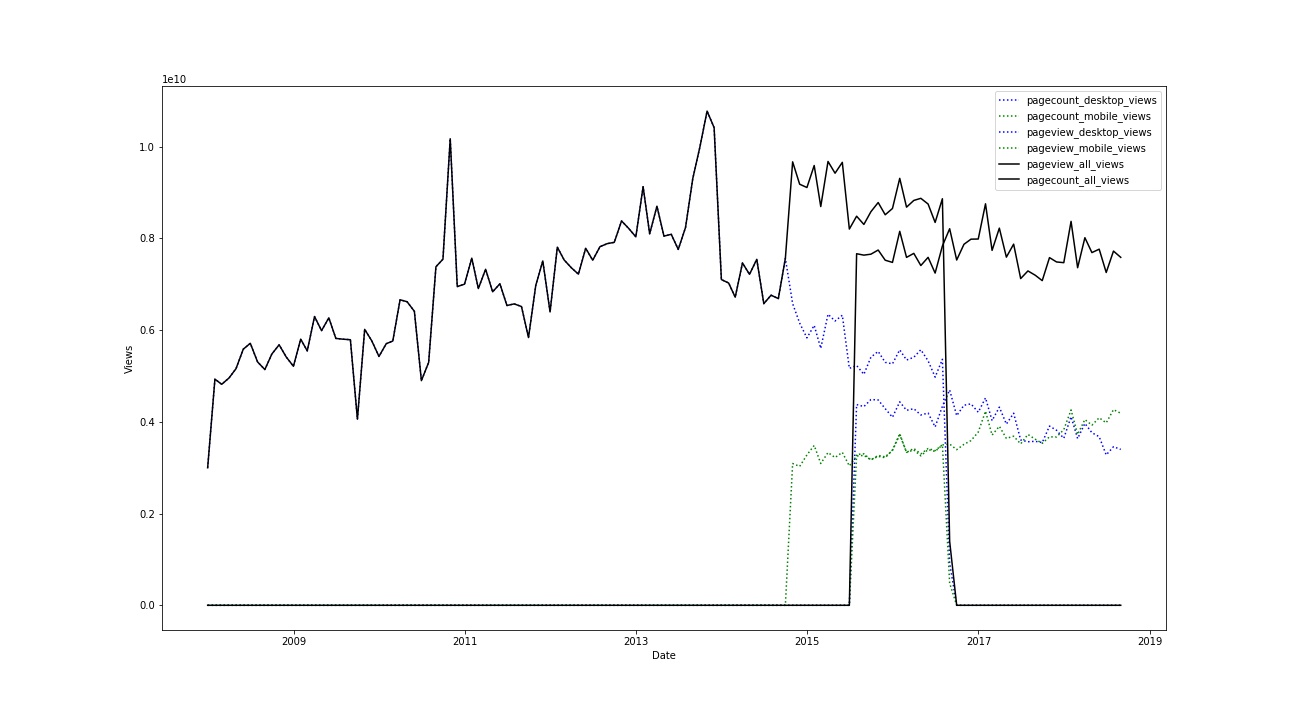 1e10
pagecount_desktop_views
pagecount_mobile_views
pageview_desktop_views
pageview_mobile_views
pageview_all_views
pagecount_all_views
1.0
0.8
0.6
0.4
0.2
0.0
Views
2009 2011 2013 2015 2017 2019
Date